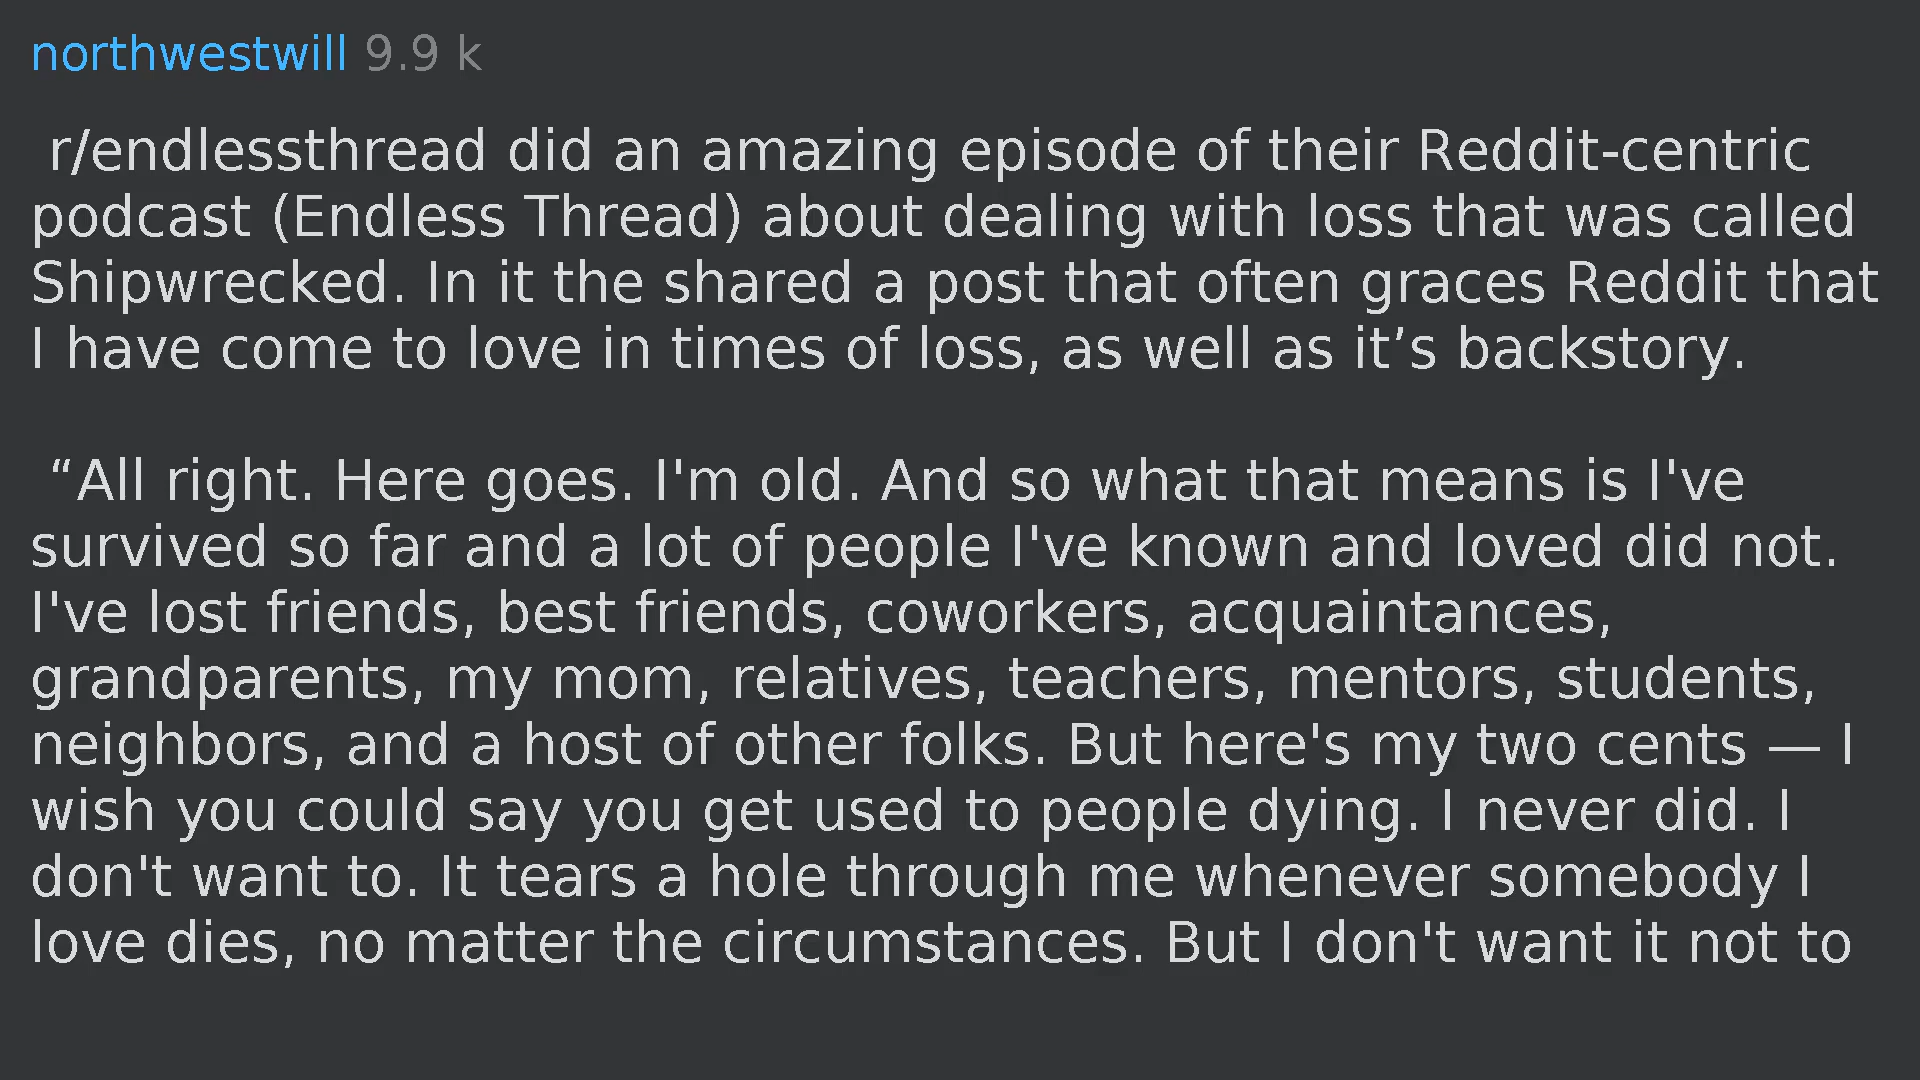 northwestwill 9.9 k
r/endlessthread did an amazing episode of their Reddit-centric
podcast (Endless Thread) about dealing with loss that was called
Shipwrecked. In it the shared a post that often graces Reddit that
I have come to love in times of loss, as well as it’s backstory.
“All right. Here goes. I'm old. And so what that means is I've
survived so far and a lot of people I've known and loved did not.
I've lost friends, best friends, coworkers, acquaintances,
grandparents, my mom, relatives, teachers, mentors, students,
neighbors, and a host of other folks. But here's my two cents — I
wish you could say you get used to people dying. I never did. I
don't want to. It tears a hole through me whenever somebody I
love dies, no matter the circumstances. But I don't want it not to